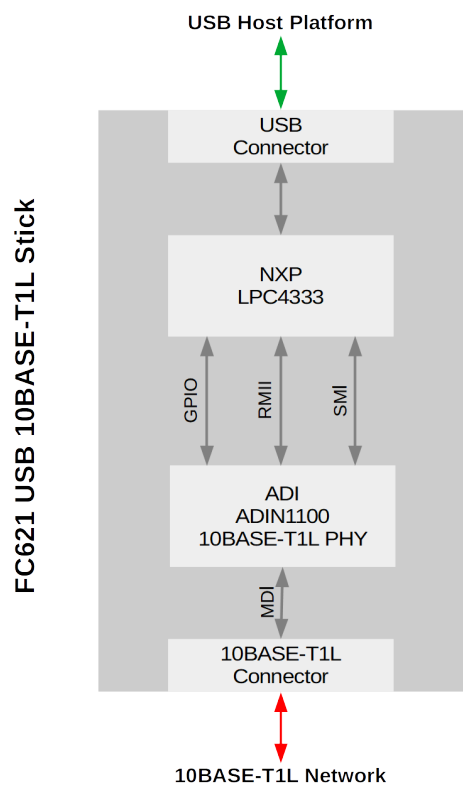 USB Host Platform
FC621 USB 10BASE-T1L Stick
USB
Connector
NXP
LPC4333
GPIO
RMII
SMI
ADI
ADIN1100
10BASE-T1L PHY
MDI
10BASE-T1L
Connector
10BASE-T1L Network